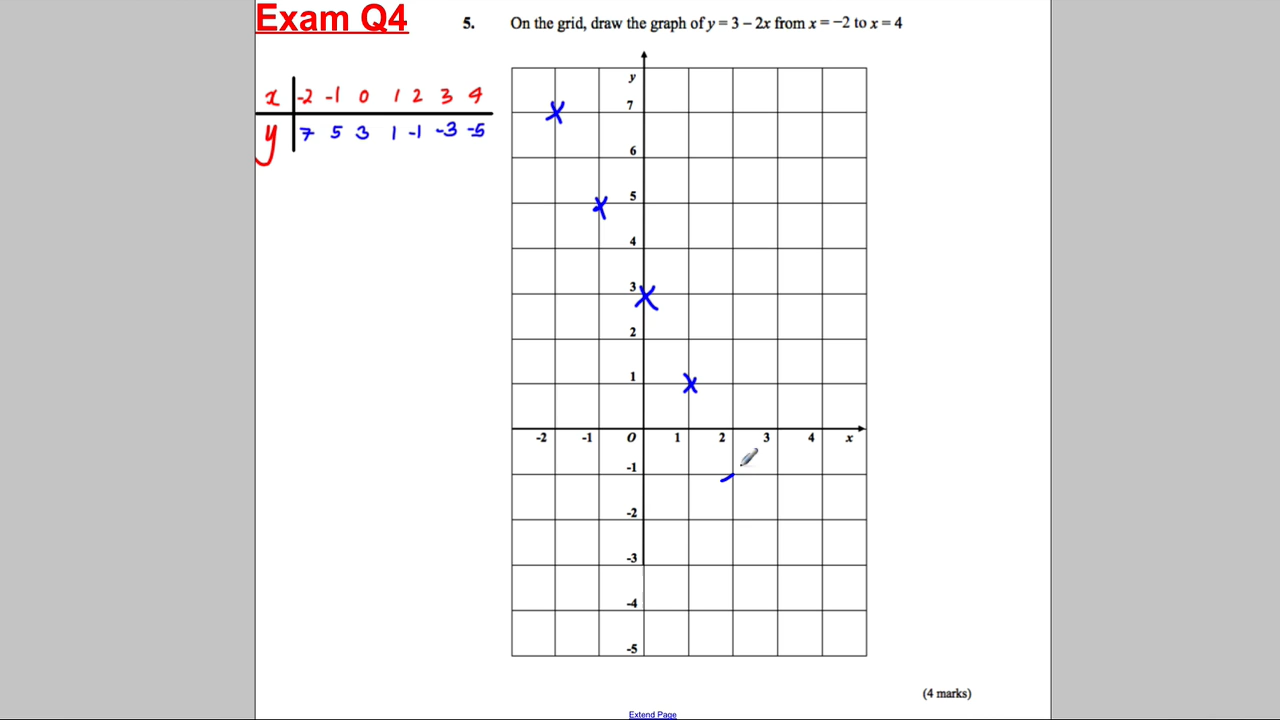 Exam Q4
5. On the grid, draw the graph of y = 3 – 2x from x = –2 to x = 4
x -2 -1 0 1 2 3 4
y 7 5 3 1 -1 -3 -5
y
7
6
5
4
3
2
1
-2 -1 O 1 2 3 4 x
-1
-2
-3
-4
-5
(4 marks)
Extend Page